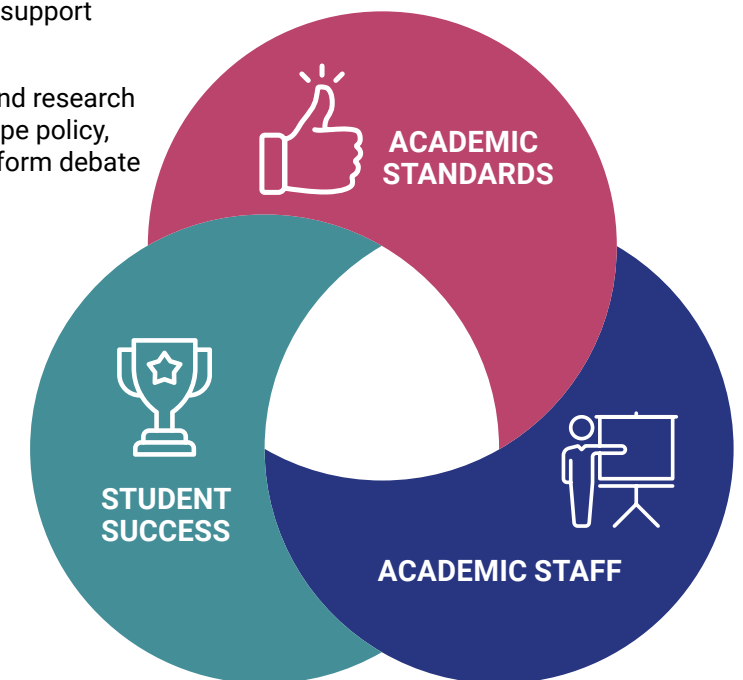 support
nd research
pe policy,
form debate
ACADEMIC
STANDARDS
STUDENT
SUCCESS
ACADEMIC STAFF